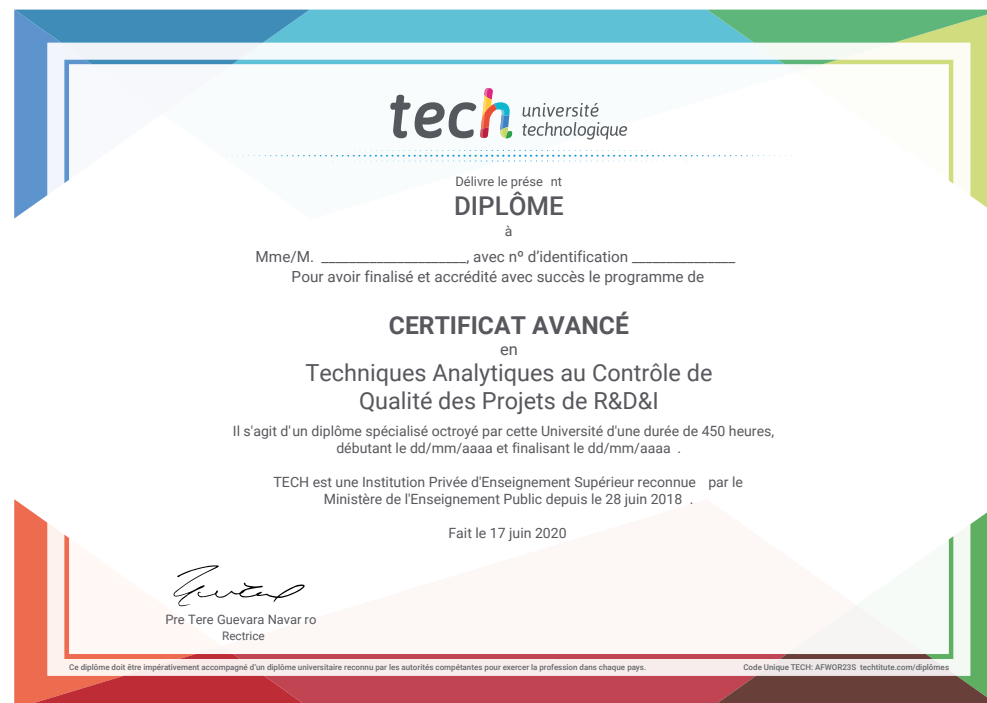 tech université
technologique
Délivre le prése nt
DIPLÔME
à
Mme/M. _____________________, avec nº d’identification _______________
Pour avoir finalisé et accrédité avec succès le programme de
CERTIFICAT AVANCÉ
en
Techniques Analytiques au Contrôle de
Qualité des Projets de R&D&I
Il s'agit d'un diplôme spécialisé octroyé par cette Université d'une durée de 450 heures,
débutant le dd/mm/aaaa et finalisant le dd/mm/aaaa .
TECH est une Institution Privée d'Enseignement Supérieur reconnue par le
Ministère de l'Enseignement Public depuis le 28 juin 2018 .
Fait le 17 juin 2020
Pre Tere Guevara Navar ro
Rectrice
Ce diplôme doit être impérativement accompagné d'un diplôme universitaire reconnu par les autorités compétantes pour exercer la profession dans chaque pays. Code Unique TECH: AFWOR23S techtitute.com/diplômes